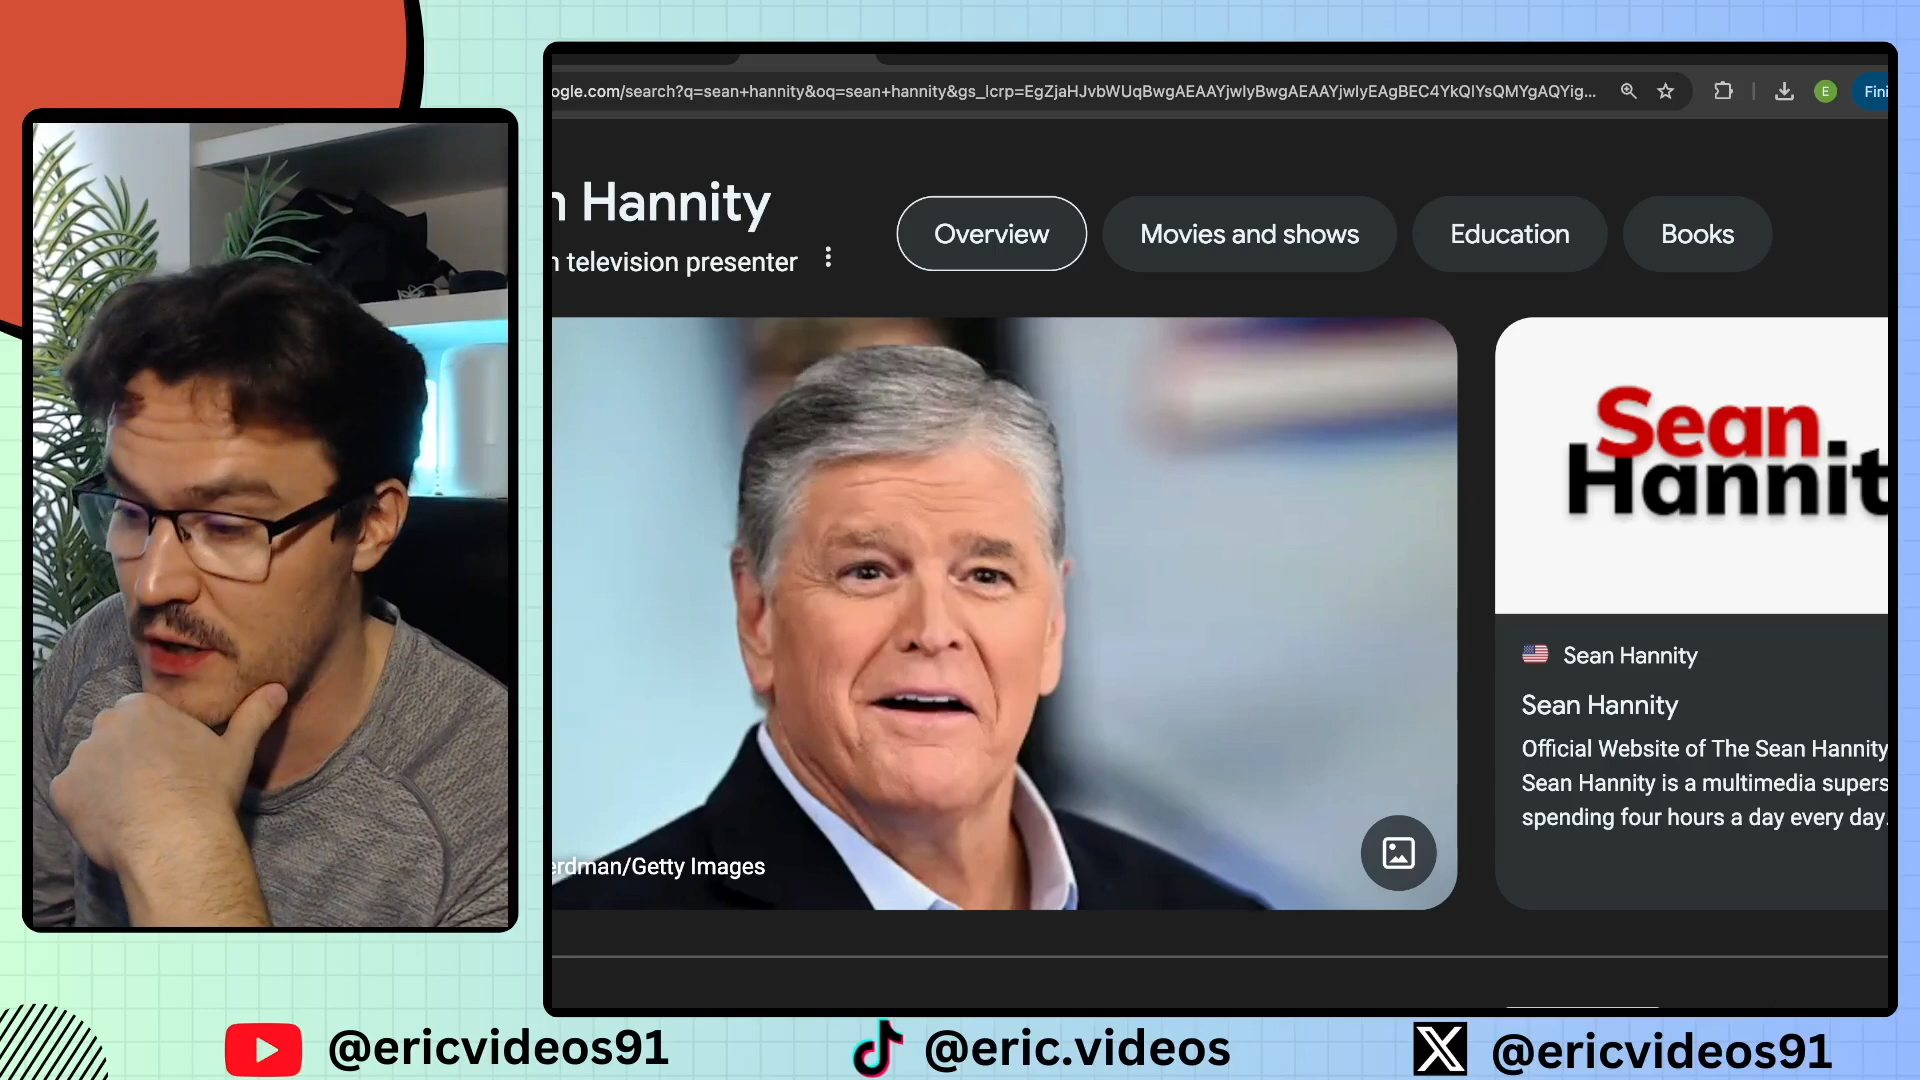 ogle.com/search?q=sean+hannity&oq=sean+hannity&gs_lcrp=EgZjaHJvbWUqBwgAEAAYjwIyBwgAEAAYjwIyEAgBEC4YkQIYsQMYgAQYig...
E
Fini
n Hannity
n television presenter
Overview
Movies and shows
Education
Books
Sean
Hannit
erdman/Getty Images
Sean Hannity
Sean Hannity
Official Website of The Sean Hannity
Sean Hannity is a multimedia supers
spending four hours a day every day.
@ericvideos91
@eric.videos
@ericvideos91